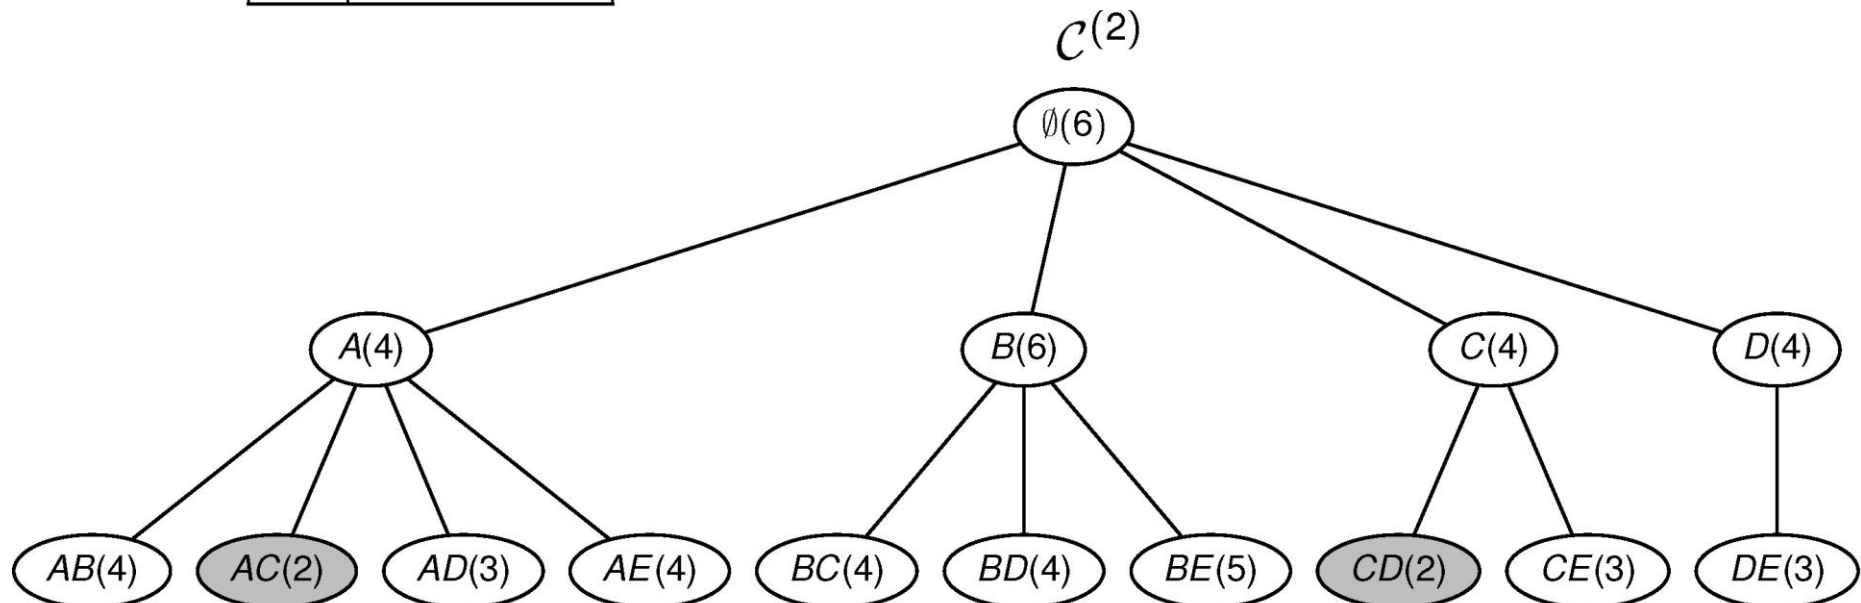 𝒞(2)
∅(6)
A(4) B(6) C(4) D(4)
AB(4) AC(2) AD(3) AE(4) BC(4) BD(4) BE(5) CD(2) CE(3) DE(3)